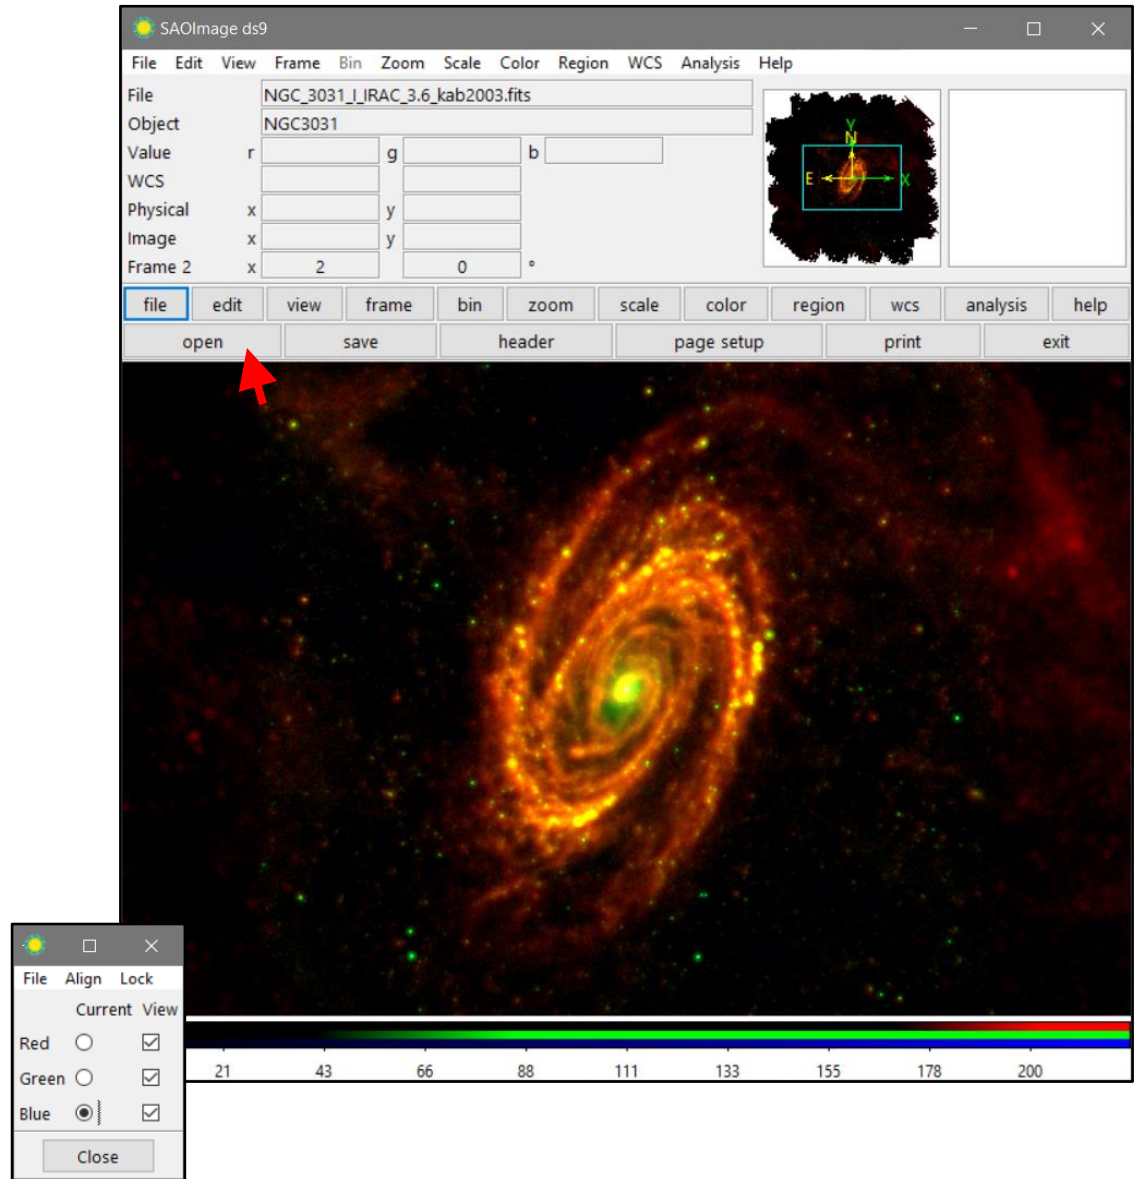 SAOImage ds9
File Edit View Frame Bin Zoom Scale Color Region WCS Analysis Help
File NGC_3031_I_IRAC_3.6_kab2003.fits
Object NGC3031
Value r g b
WCS
Physical x y
Image x y
Frame 2 x 2 0 °
Y
N
E X
file edit view frame bin zoom scale color region wcs analysis help
open save header page setup print exit
File Align Lock
Current View
Red
Green
Blue
Close
21 43 66 88 111 133 155 178 200